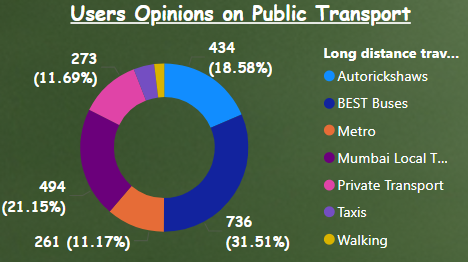 Users Opinions on Public Transport
434
(18.58%)
273
(11.69%)
494
(21.15%)
261 (11.17%)
736
(31.51%)
Long distance trav...
Autorickshaws
BEST Buses
Metro
Mumbai Local T...
Private Transport
Taxis
Walking